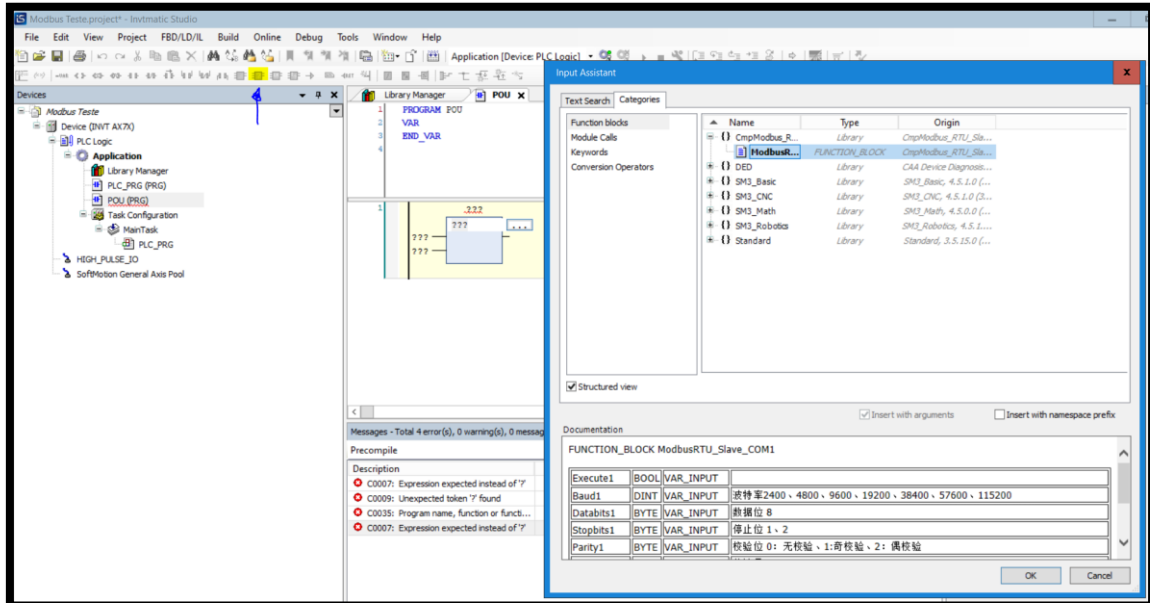 Modbus Teste.project* - Invtmatic Studio
File Edit View Project FBD/LD/IL Build Online Debug Tools Window Help
Application [Device: PLC Logic]
Devices
Modbus Teste
Device (INVT AX7X)
PLC Logic
Application
Library Manager
PLC_PRG (PRG)
POU (PRG)
Task Configuration
MainTask
PLC_PRG
HIGH_PULSE_IO
SoftMotion General Axis Pool
Library Manager POU X
1 PROGRAM POU
2 VAR
3 END_VAR
4
1 ???
???
...
???
???
Messages - Total 4 error(s), 0 warning(s), 0 messag
Precompile
Description
C0007: Expression expected instead of '?'
C0009: Unexpected token '?' found
C0035: Program name, function or functi...
C0007: Expression expected instead of '?'
Input Assistant
x
Text Search Categories
Function blocks
Module Calls
Keywords
Conversion Operators
Name Type Origin
{} CmpModbus_R... Library CmpModbus_RTU_Sla...
ModbusR... FUNCTION_BLOCK CmpModbus_RTU_Sla...
{} DED Library CAA Device Diagnosis...
{} SM3_Basic Library SM3_Basic, 4.5.1.0 (...
{} SM3_CNC Library SM3_CNC, 4.5.1.0 (3...
{} SM3_Math Library SM3_Math, 4.5.0.0 (...
{} SM3_Robotics Library SM3_Robotics, 4.5.1....
{} Standard Library Standard, 3.5.15.0 (...
Structured view
Insert with arguments Insert with namespace prefix
Documentation
FUNCTION_BLOCK ModbusRTU_Slave_COM1
Execute1 BOOL VAR_INPUT
Baud1 DINT VAR_INPUT 波特率2400、4800、9600、19200、38400、57600、115200
Databits1 BYTE VAR_INPUT 数据位 8
Stopbits1 BYTE VAR_INPUT 停止位 1、2
Parity1 BYTE VAR_INPUT 校验位 0：无校验、1:奇校验、2：偶校验
OK Cancel